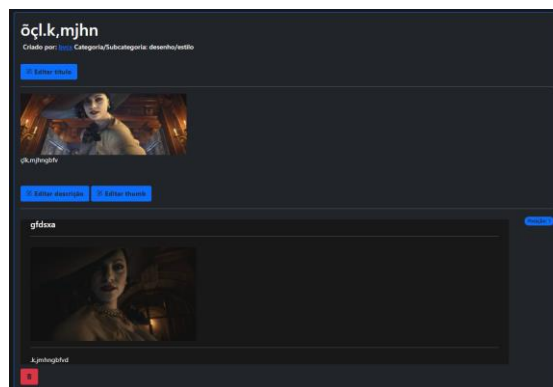 õçl.k,mjhn
Criado por: Categoria/Subcategoria: desenho/estilo
Editar título
çlk.mjhngbfv
Editar descrição Editar thumb
gfdsxa
.k.jmhngbfvd